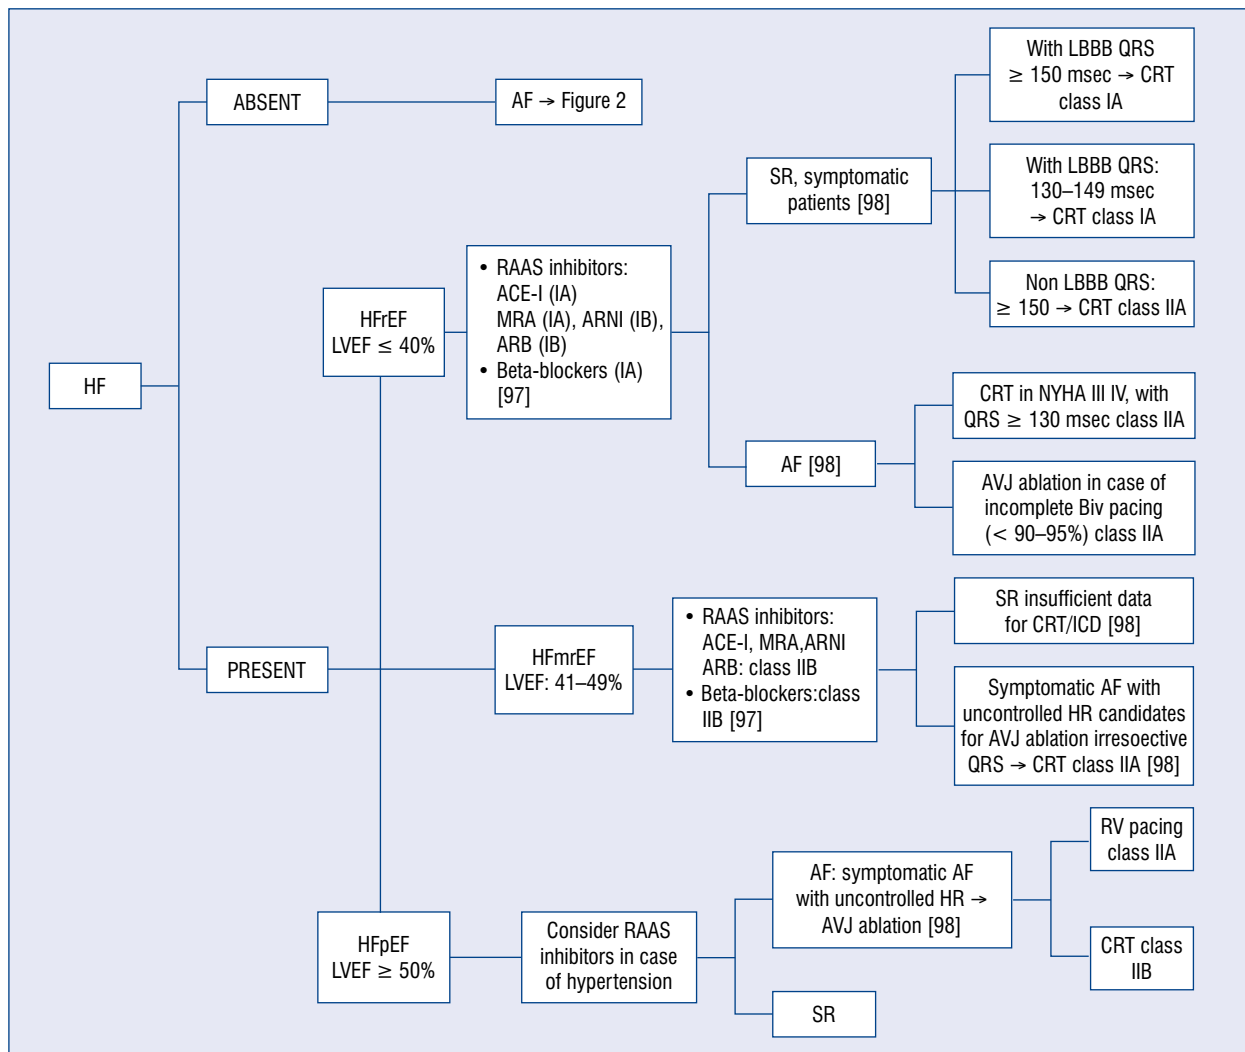 HF
ABSENT
AF → Figure 2
PRESENT
HFrEF
LVEF ≤ 40%
• RAAS inhibitors:
ACE-I (IA)
MRA (IA), ARNI (IB),
ARB (IB)
• Beta-blockers (IA)
[97]
SR, symptomatic
patients [98]
With LBBB QRS
≥ 150 msec → CRT
class IA
With LBBB QRS:
130–149 msec
→ CRT class IA
Non LBBB QRS:
≥ 150 → CRT class IIA
AF [98]
CRT in NYHA III IV, with
QRS ≥ 130 msec class IIA
AVJ ablation in case of
incomplete Biv pacing
(< 90–95%) class IIA
HFmrEF
LVEF: 41–49%
• RAAS inhibitors:
ACE-I, MRA,ARNI
ARB: class IIB
• Beta-blockers:class
IIB [97]
SR insufficient data
for CRT/ICD [98]
Symptomatic AF with
uncontrolled HR candidates
for AVJ ablation irresoective
QRS → CRT class IIA [98]
HFpEF
LVEF ≥ 50%
Consider RAAS
inhibitors in case
of hypertension
AF: symptomatic AF
with uncontrolled HR →
AVJ ablation [98]
RV pacing
class IIA
CRT class
IIB
SR